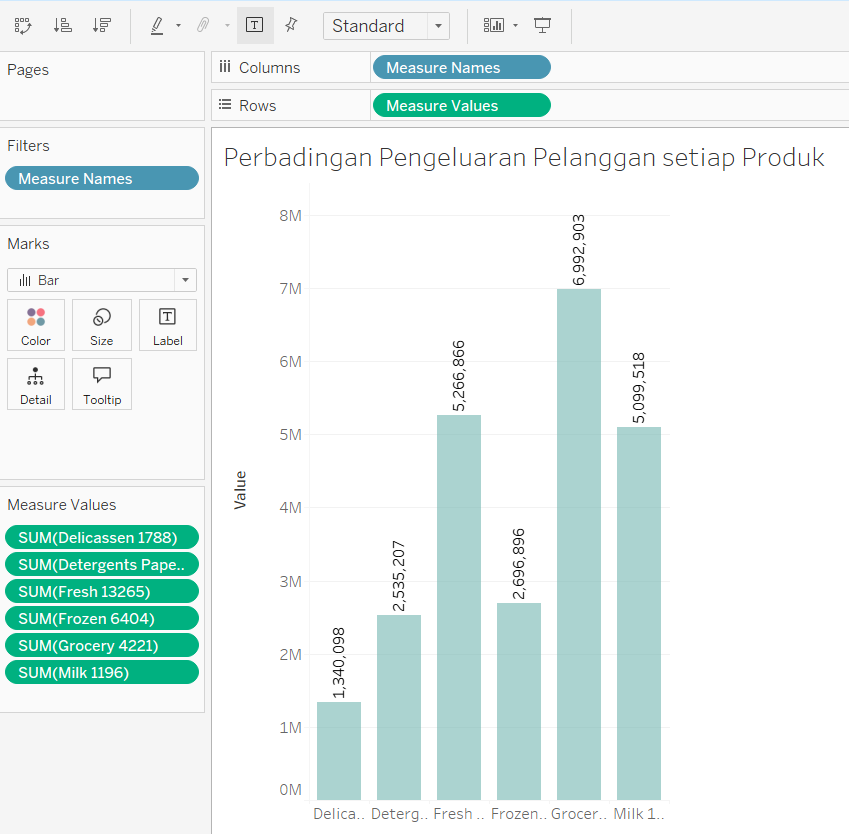 Standard
Pages
Columns
Measure Names
Rows
Measure Values
Filters
Measure Names
Marks
Bar
Color
Size
Label
Detail
Tooltip
Measure Values
SUM(Delicassen 1788)
SUM(Detergents Pape..
SUM(Fresh 13265)
SUM(Frozen 6404)
SUM(Grocery 4221)
SUM(Milk 1196)
Perbadingan Pengeluaran Pelanggan setiap Produk
Value
8M
7M
6M
5M
4M
3M
2M
1M
0M
1,340,098
2,535,207
5,266,866
2,696,896
6,992,903
5,099,518
Delica..
Deterg..
Fresh ..
Frozen..
Grocer..
Milk 1..